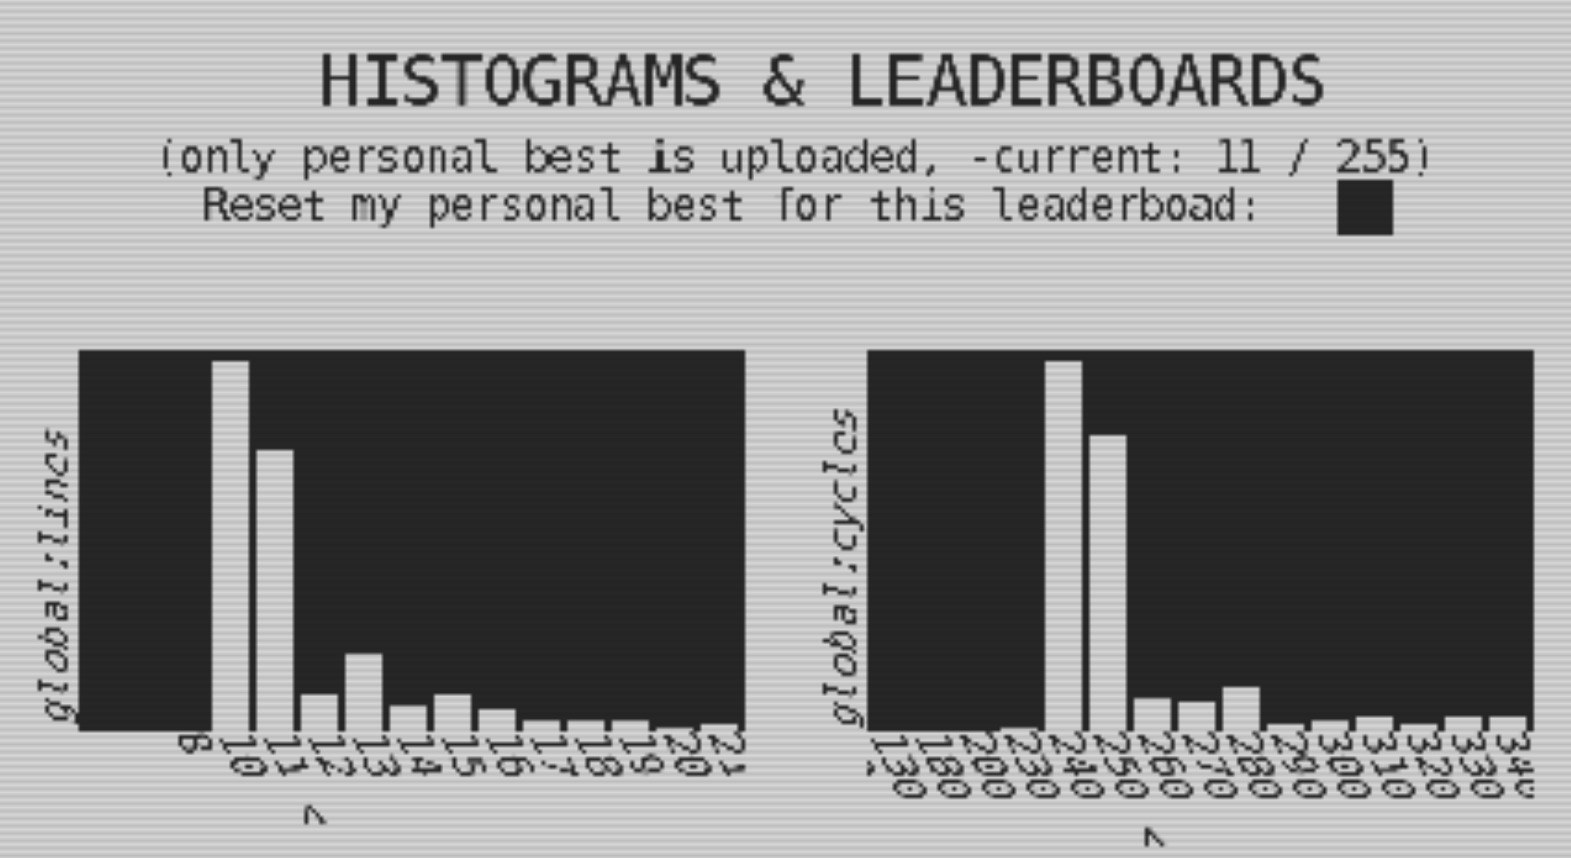 HISTOGRAMS & LEADERBOARDS
(only personal best is uploaded, -current: 11 / 255)
Reset my personal best for this leaderboad:
global:lines
10 11 12 13 14 15 16 17 18 19 20 21
global:cycles
130 180 200 230 240 250 260 270 280 290 300 310 320 330 340